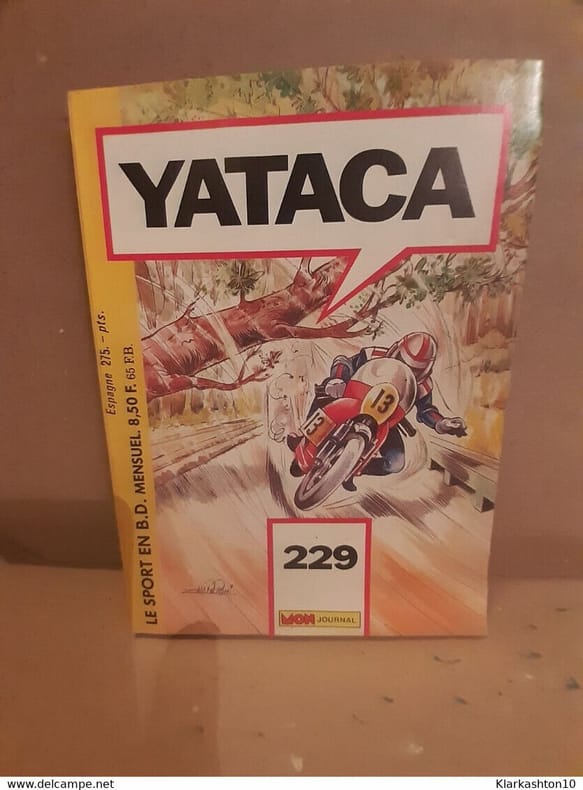 YATACA
Espagne 275. - pts.
LE SPORT EN B.D. MENSUEL. 8,50 F. 65 F.B.
13
13
229
MON JOURNAL
www.delcampe.net
Klarkashton10